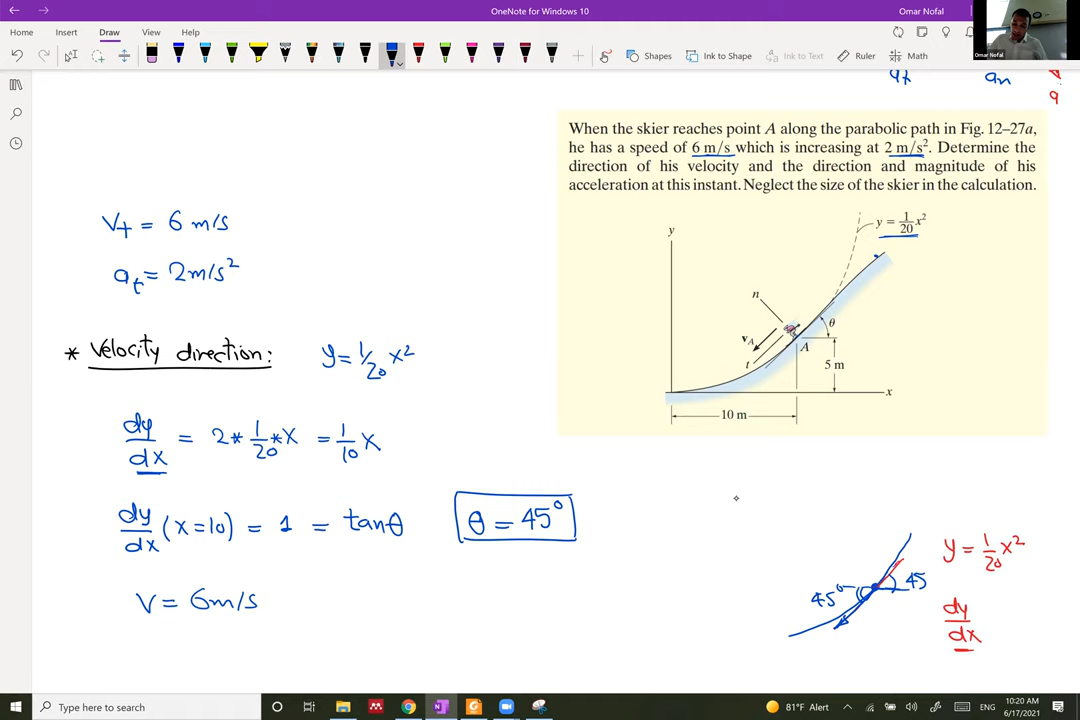 OneNote for Windows 10
Omar Nofal
Home Insert Draw View Help
Shapes Ink to Shape Ink to Text Ruler Math
Omar Nofal
at an
When the skier reaches point A along the parabolic path in Fig. 12–27a,
he has a speed of 6 m/s which is increasing at 2 m/s². Determine the
direction of his velocity and the direction and magnitude of his
acceleration at this instant. Neglect the size of the skier in the calculation.
y = 1/20 x²
y
n
θ
vA
A
t
5 m
x
10 m
Vt = 6 m/s
at = 2m/s²
* Velocity direction: y = 1/20 x²
dy/dx = 2 * 1/20 * x = 1/10 x
dy/dx (x=10) = 1 = tanθ θ = 45°
V = 6m/s
45° 45
y = 1/20 x²
dy/dx
Type here to search
81°F Alert
ENG
10:20 AM
6/17/2021